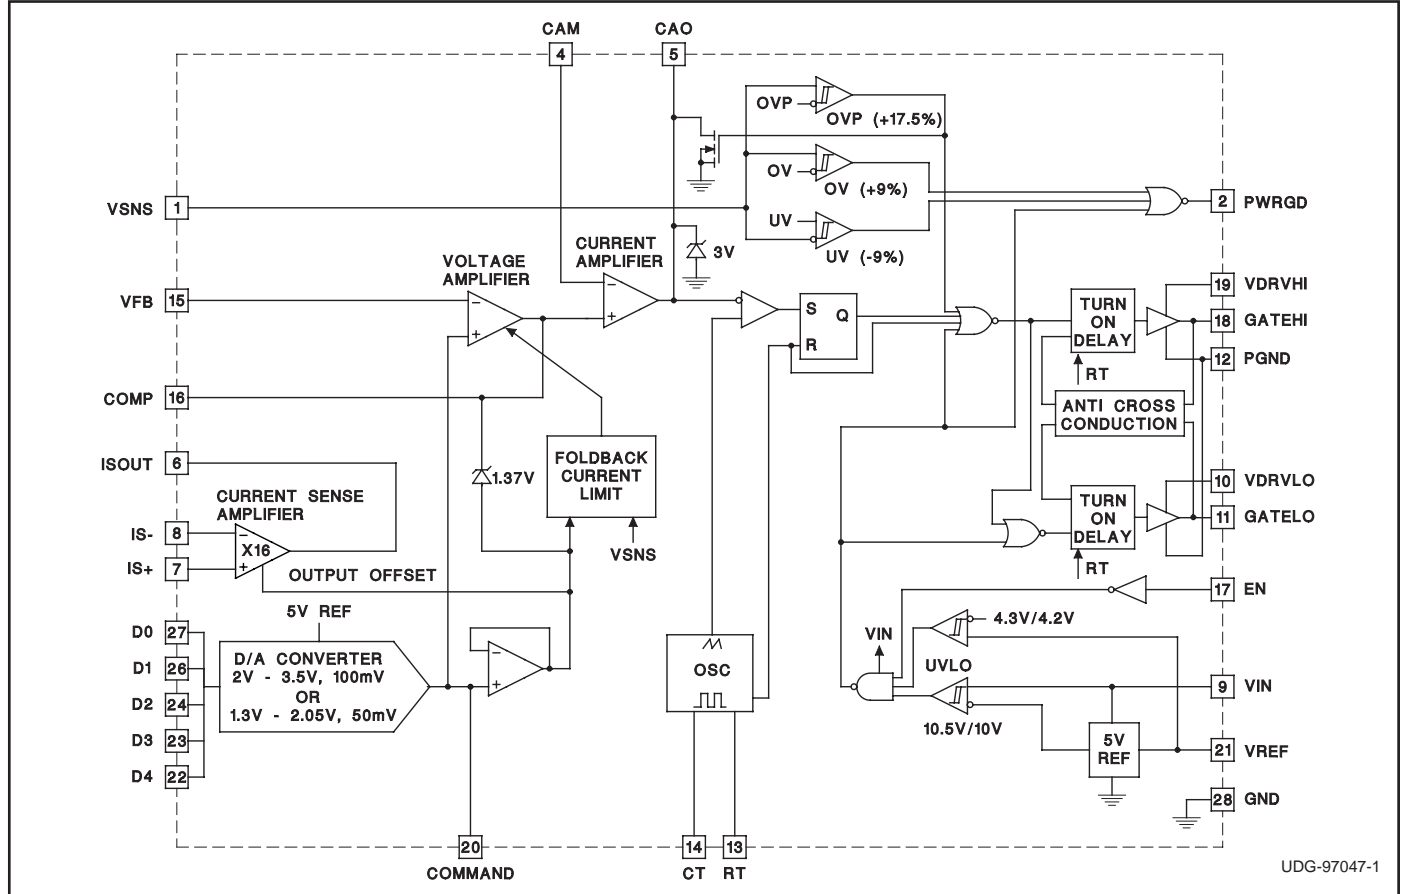 CAM
CAO
4
5
OVP
OVP (+17.5%)
OV
OV (+9%)
VSNS
1
2
PWRGD
UV
UV (-9%)
3V
VOLTAGE
AMPLIFIER
CURRENT
AMPLIFIER
VFB
15
−
+
−
+
S
Q
R
TURN
ON
DELAY
RT
19
VDRVHI
18
GATEHI
12
PGND
COMP
16
ANTI CROSS
CONDUCTION
ISOUT
6
1.37V
FOLDBACK
CURRENT
LIMIT
VSNS
CURRENT SENSE
AMPLIFIER
IS-
8
IS+
7
−
X16
+
OUTPUT OFFSET
TURN
ON
DELAY
RT
10
VDRVLO
11
GATELO
17
EN
5V REF
D0
27
D1
26
D2
24
D3
23
D4
22
D/A CONVERTER
2V - 3.5V, 100mV
OR
1.3V - 2.05V, 50mV
−
+
OSC
VIN
4.3V/4.2V
UVLO
10.5V/10V
9
VIN
5V
REF
21
VREF
28
GND
20
COMMAND
14
CT
13
RT
UDG-97047-1